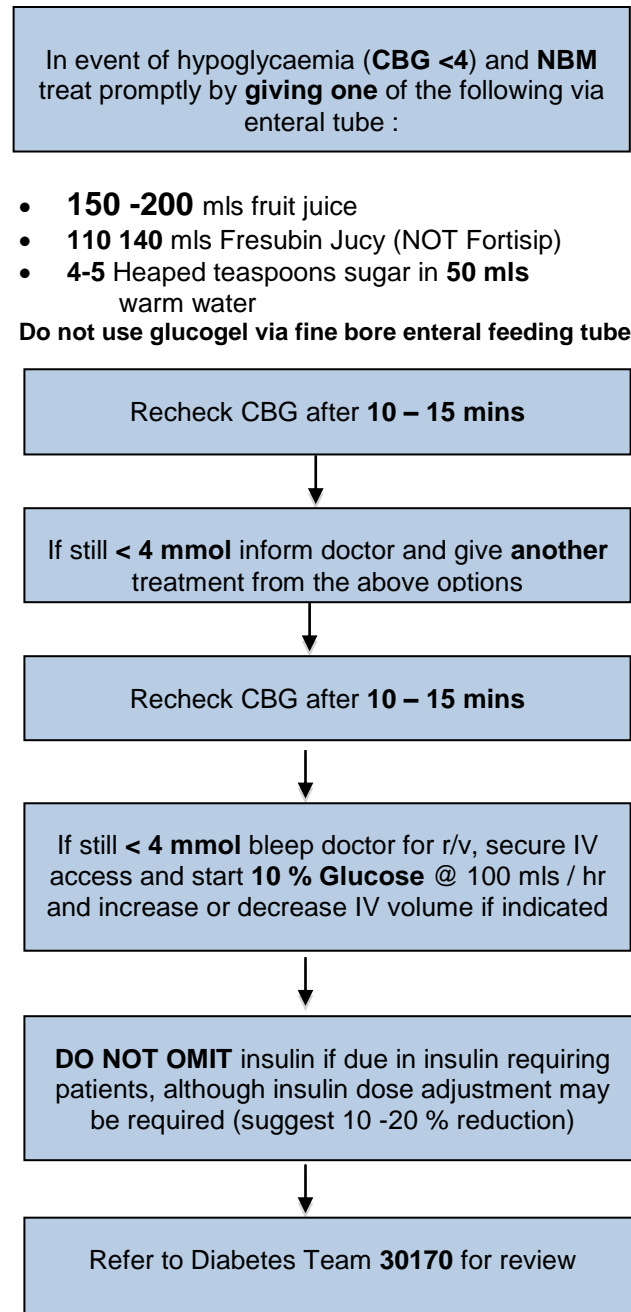 In event of hypoglycaemia (CBG <4) and NBM
treat promptly by giving one of the following via
enteral tube :
• 150 -200 mls fruit juice
• 110 140 mls Fresubin Jucy (NOT Fortisip)
• 4-5 Heaped teaspoons sugar in 50 mls
warm water
Do not use glucogel via fine bore enteral feeding tube
Recheck CBG after 10 – 15 mins
If still < 4 mmol inform doctor and give another
treatment from the above options
Recheck CBG after 10 – 15 mins
If still < 4 mmol bleep doctor for r/v, secure IV
access and start 10 % Glucose @ 100 mls / hr
and increase or decrease IV volume if indicated
DO NOT OMIT insulin if due in insulin requiring
patients, although insulin dose adjustment may
be required (suggest 10 -20 % reduction)
Refer to Diabetes Team 30170 for review